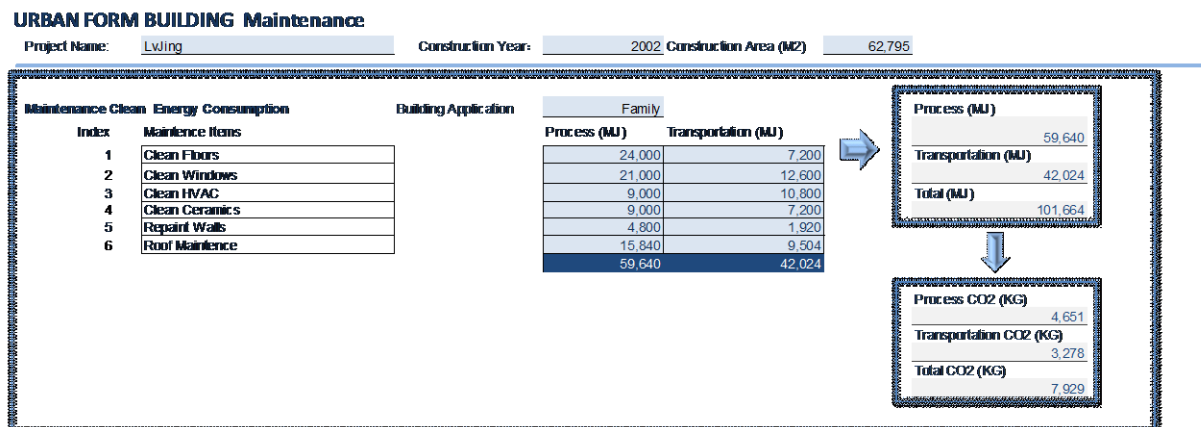 URBAN FORM BUILDING Maintenance
Project Name: LvJing Construction Year: 2002 Construction Area (M2) 62,795
Maintenance Clean Energy Consumption Building Application Family
Index Maintence Items Process (MJ) Transportation (MJ)
1 Clean Floors 24,000 7,200
2 Clean Windows 21,000 12,600
3 Clean HVAC 9,000 10,800
4 Clean Ceramics 9,000 7,200
5 Repaint Walls 4,800 1,920
6 Roof Maintence 15,840 9,504
59,640 42,024
Process (MJ)
59,640
Transportation (MJ)
42,024
Total (MJ)
101,664
Process CO2 (KG)
4,651
Transportation CO2 (KG)
3,278
Total CO2 (KG)
7,929